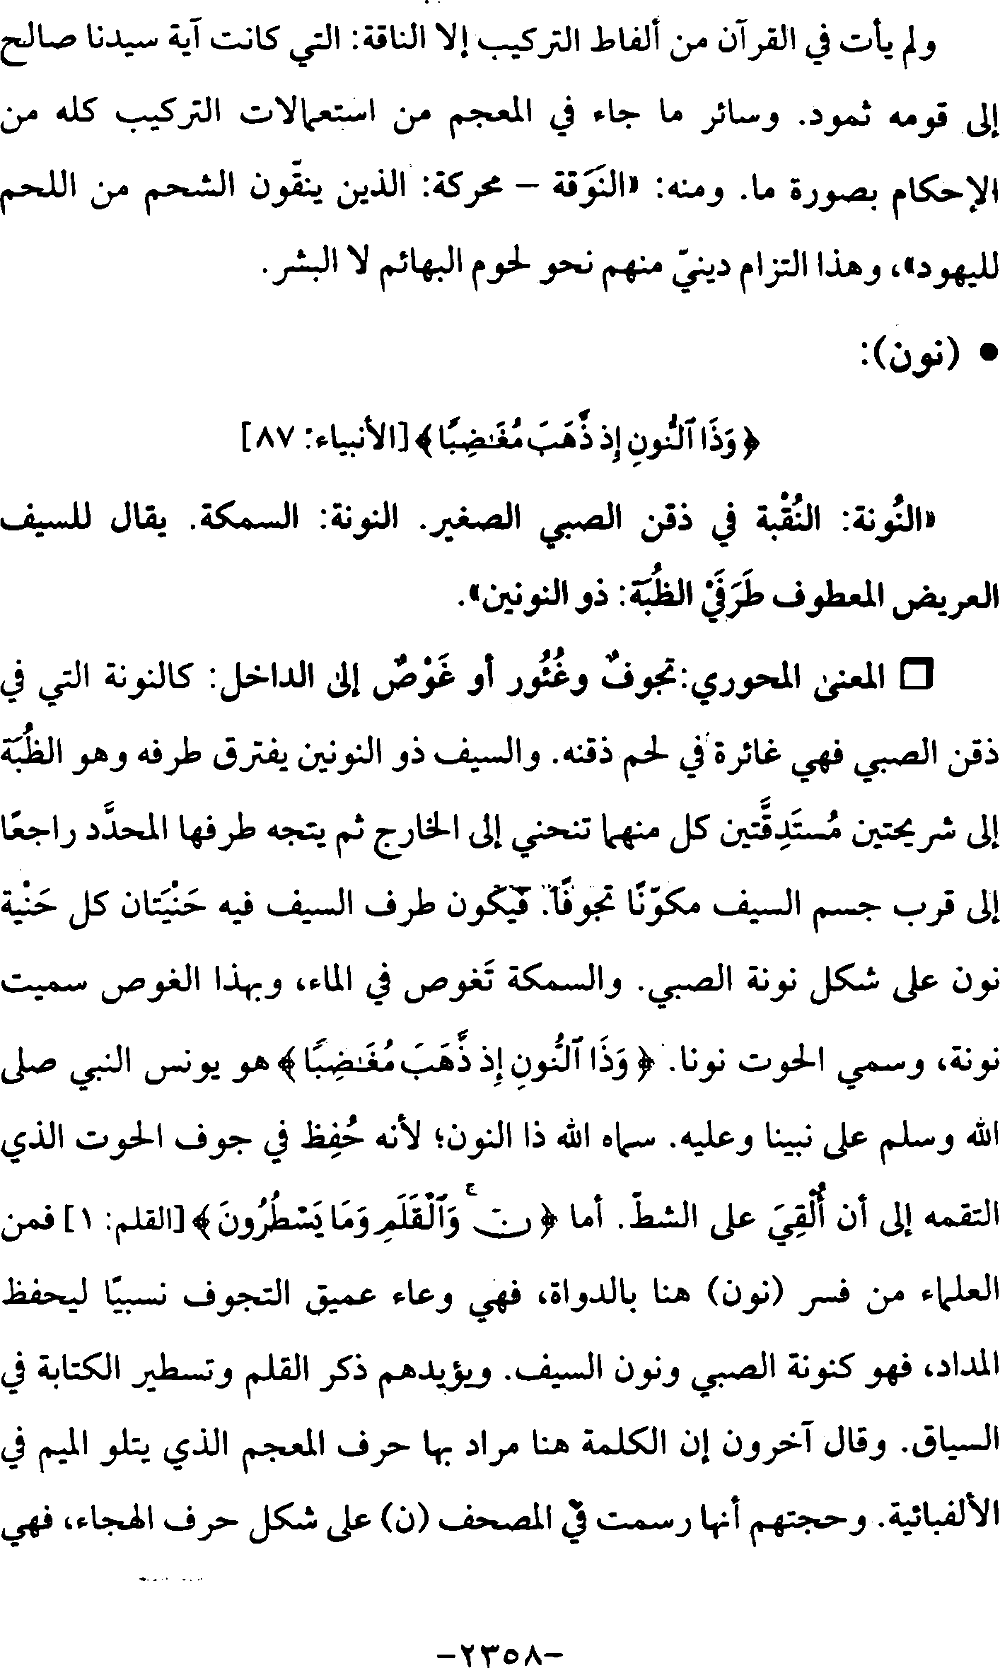 ولم يأت في القرآن من ألفاظ التركيب إلا الناقة: التي كانت آية سيدنا صالح
إلى قومه ثمود. وسائر ما جاء في المعجم من استعمالات التركيب كله من
الإحكام بصورة ما. ومنه: «النَوَقة – محركة: الذين ينقّون الشحم من اللحم
لليهود»، وهذا التزام دينيّ منهم نحو لحوم البهائم لا البشر.
• (نون):
﴿وَذَا ٱلنُّونِ إِذ ذَّهَبَ مُغَٰضِبًا﴾ [الأنبياء: ٨٧]
«النُونة: النُقْبة في ذقن الصبي الصغير. النونة: السمكة. يقال للسيف
العريض المعطوف طَرَفَيْ الظُبَة: ذو النونين».
□ المعنى المحوري: تجوفٌ وغُئُور أو غَوْصٌ إلى الداخل: كالنونة التي في
ذقن الصبي فهي غائرة في لحم ذقنه. والسيف ذو النونين يفترق طرفه وهو الظُبَة
إلى شريحتين مُستَدِقَّتين كل منهما تنحني إلى الخارج ثم يتجه طرفها المحدَّد راجعًا
إلى قرب جسم السيف مكوّنًا تجوفًا. فيكون طرف السيف فيه حَنْيَتان كل حَنْية
نون على شكل نونة الصبي. والسمكة تَغوص في الماء، وبهذا الغوص سميت
نونة، وسمي الحوت نونا. ﴿وَذَا ٱلنُّونِ إِذ ذَّهَبَ مُغَٰضِبًا﴾ هو يونس النبي صلى
الله وسلم على نبينا وعليه. سماه الله ذا النون؛ لأنه حُفِظ في جوف الحوت الذي
التقمه إلى أن أُلْقِيَ على الشطّ. أما ﴿نٓ ۚ وَٱلْقَلَمِ وَمَا يَسْطُرُونَ﴾ [القلم: ١] فمن
العلماء من فسر (نون) هنا بالدواة، فهي وعاء عميق التجوف نسبيًا ليحفظ
المداد، فهو كنونة الصبي ونون السيف. ويؤيدهم ذكر القلم وتسطير الكتابة في
السياق. وقال آخرون إن الكلمة هنا مراد بها حرف المعجم الذي يتلو الميم في
الألفبائية. وحجتهم أنها رسمت في المصحف (ن) على شكل حرف الهجاء، فهي
–٢٣٥٨–